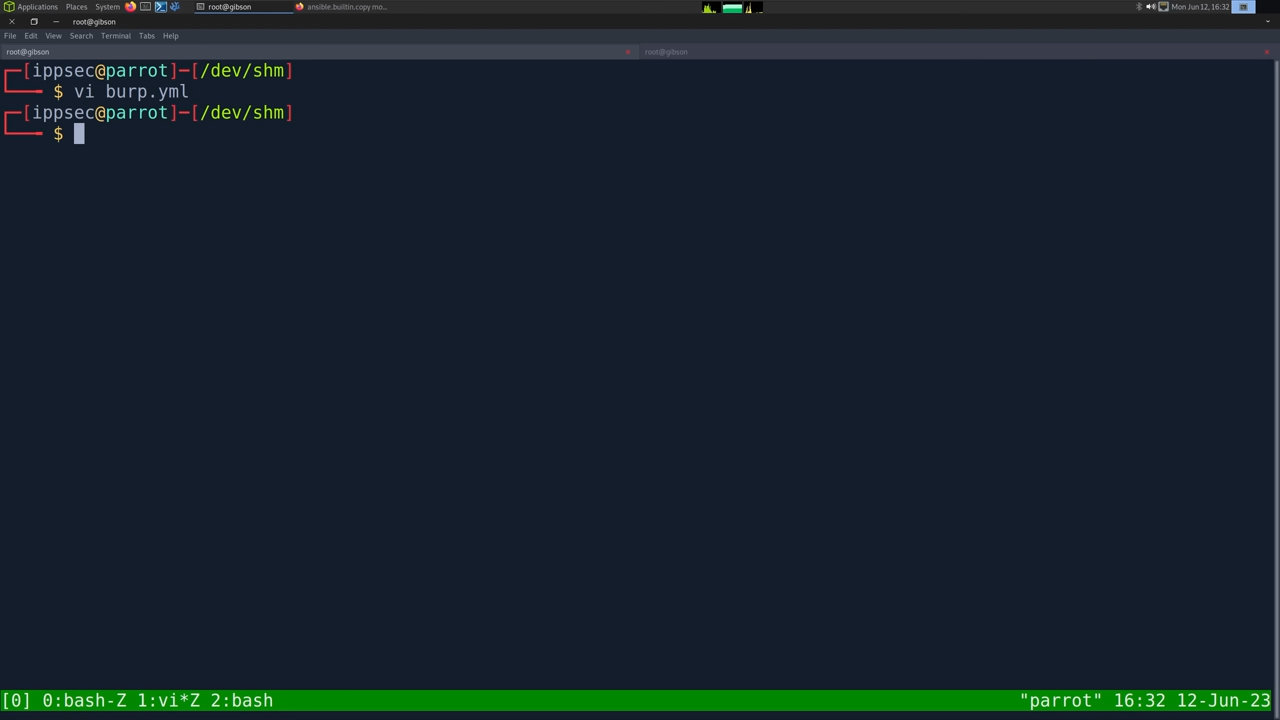 Applications Places System root@gibson ansible.builtin.copy mo... Mon Jun 12, 16:32
root@gibson
File Edit View Search Terminal Tabs Help
root@gibson root@gibson
[ippsec@parrot]─[/dev/shm]
$ vi burp.yml
[ippsec@parrot]─[/dev/shm]
$
[0] 0:bash-Z 1:vi*Z 2:bash "parrot" 16:32 12-Jun-23